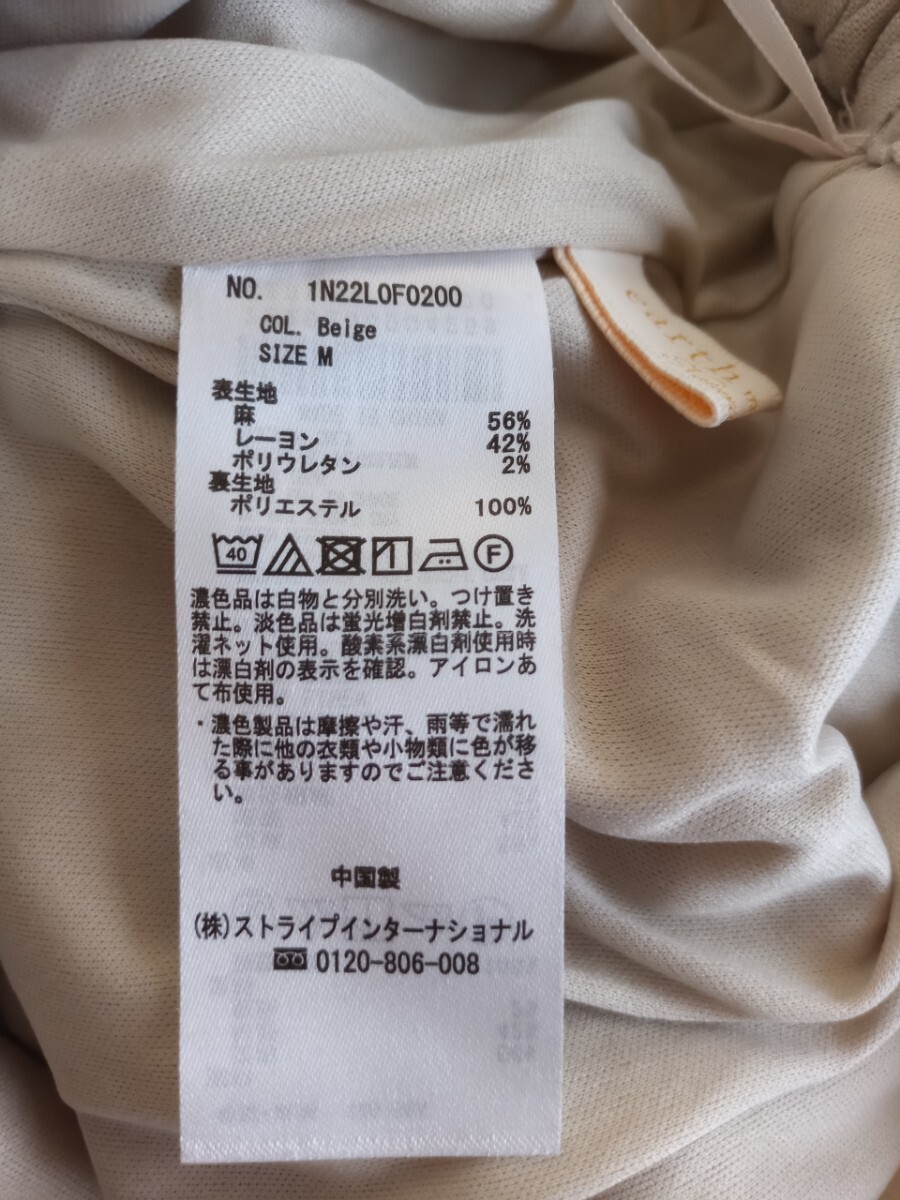 NO. 1N22L0F0200
COL. Beige
SIZE M
表生地
麻 56%
レーヨン 42%
ポリウレタン 2%
裏生地
ポリエステル 100%
40 F
濃色品は白物と分別洗い。つけ置き
禁止。淡色品は蛍光増白剤禁止。洗
濯ネット使用。酸素系漂白剤使用時
は漂白剤の表示を確認。アイロンあ
て布使用。
・濃色製品は摩擦や汗、雨等で濡れ
た際に他の衣類や小物類に色が移
る事がありますのでご注意くださ
い。
中国製
(株)ストライプインターナショナル
0120-806-008
earth